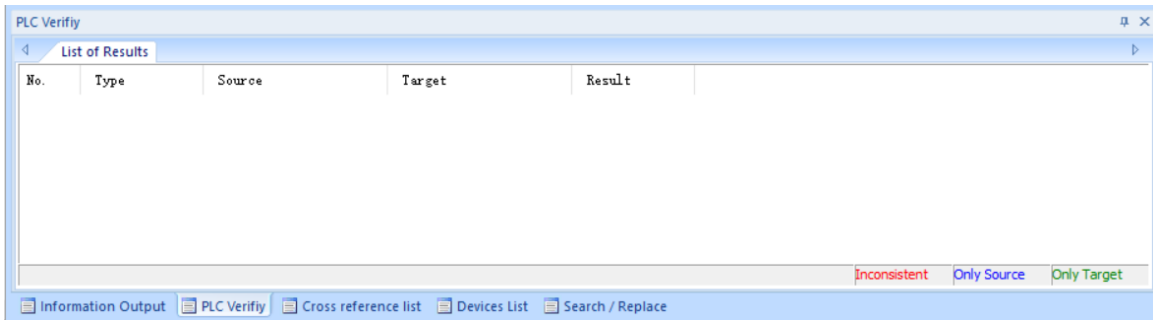 PLC Verifiy
List of Results
No. Type Source Target Result
Inconsistent Only Source Only Target
Information Output PLC Verifiy Cross reference list Devices List Search / Replace